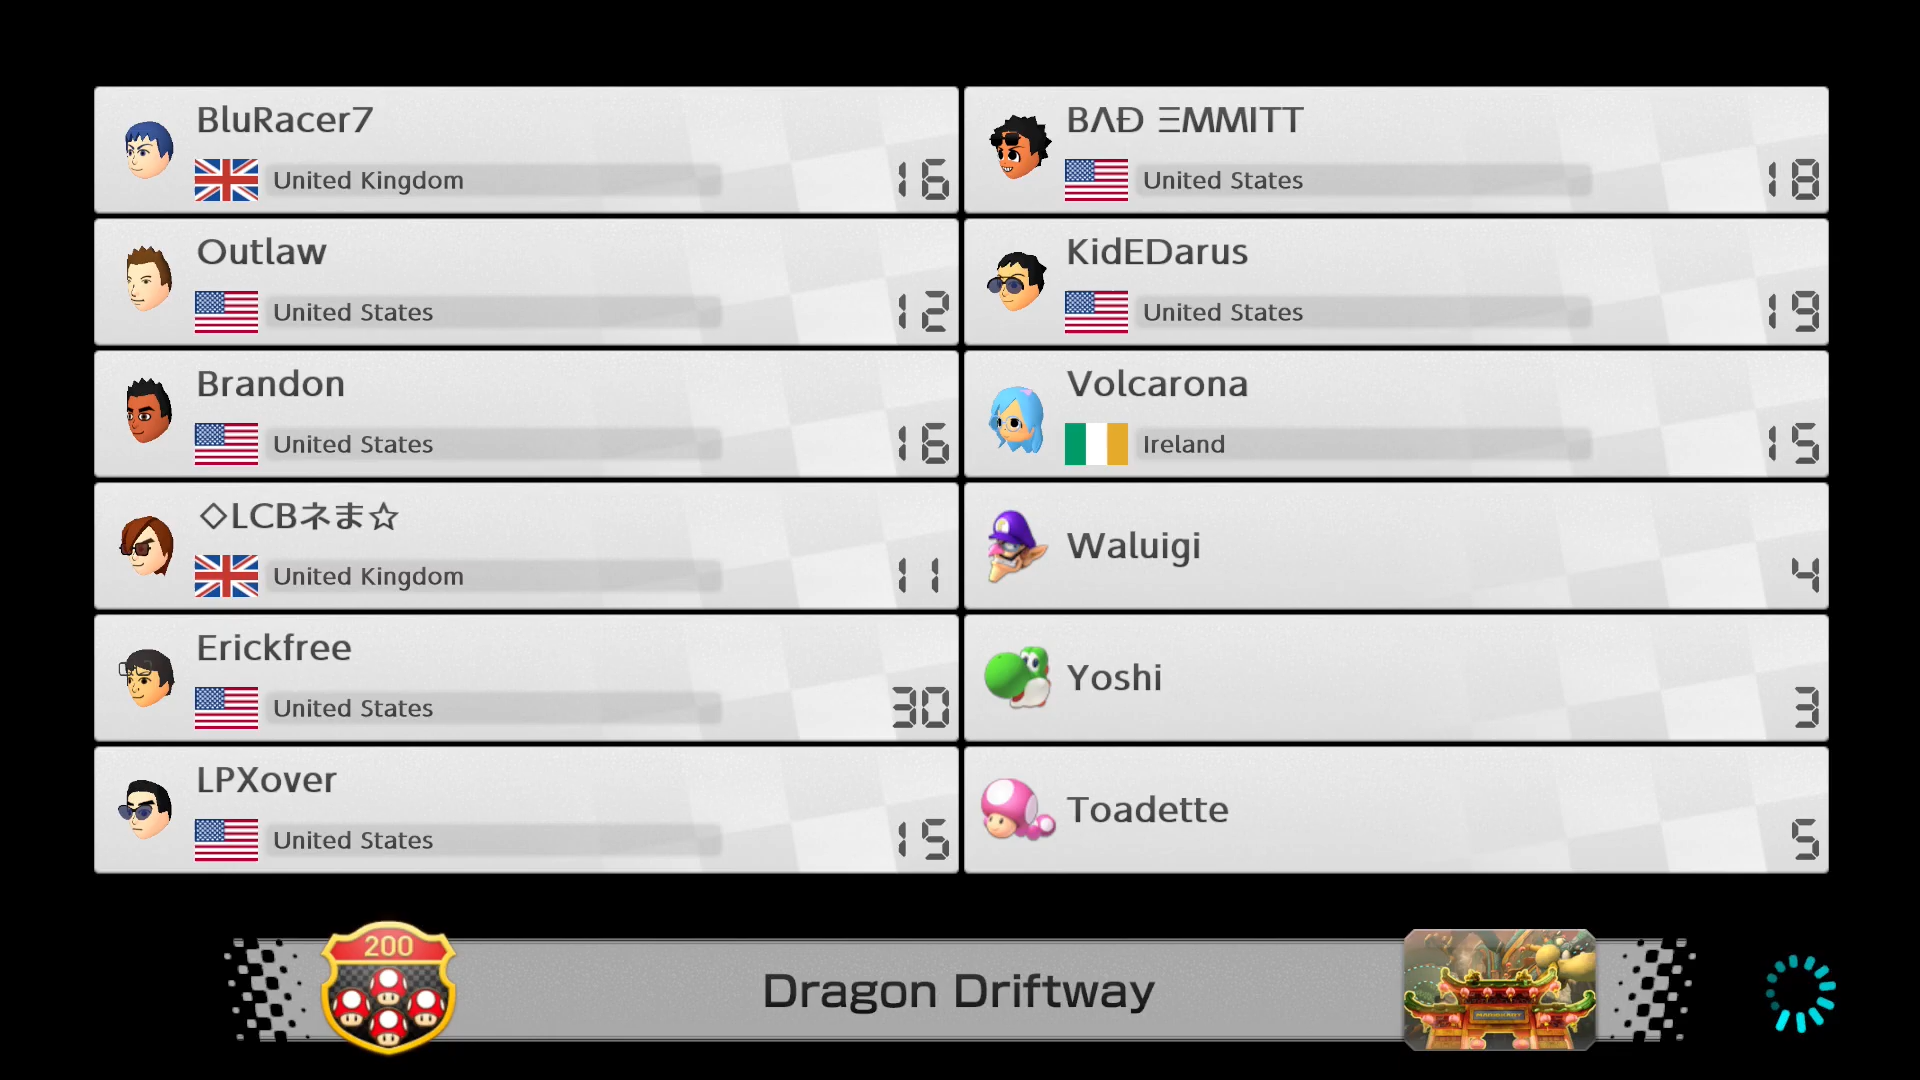 BluRacer7
United Kingdom 16
Outlaw
United States 12
Brandon
United States 16
◇LCBネま☆
United Kingdom 11
Erickfree
United States 30
LPXover
United States 15
BΛĐ ΞMMITT
United States 18
KidEDarus
United States 19
Volcarona
Ireland 15
Waluigi 4
Yoshi 3
Toadette 5
200
Dragon Driftway